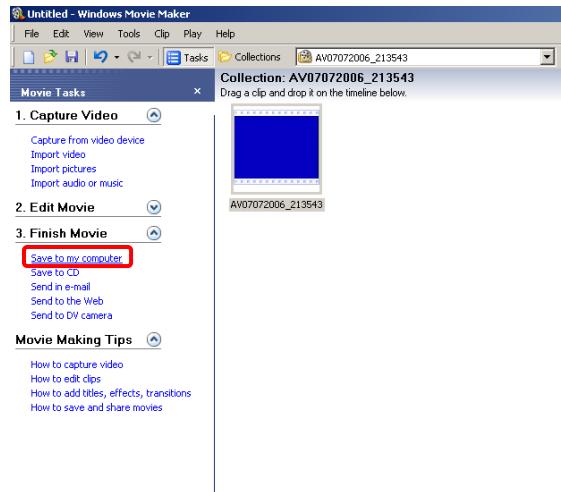 Untitled - Windows Movie Maker
File Edit View Tools Clip Play Help
Tasks Collections AV07072006_213543
Movie Tasks ×
Collection: AV07072006_213543
Drag a clip and drop it on the timeline below.
1. Capture Video
Capture from video device
Import video
Import pictures
Import audio or music
AV07072006_213543
2. Edit Movie
3. Finish Movie
Save to my computer
Save to CD
Send in e-mail
Send to the Web
Send to DV camera
Movie Making Tips
How to capture video
How to edit clips
How to add titles, effects, transitions
How to save and share movies